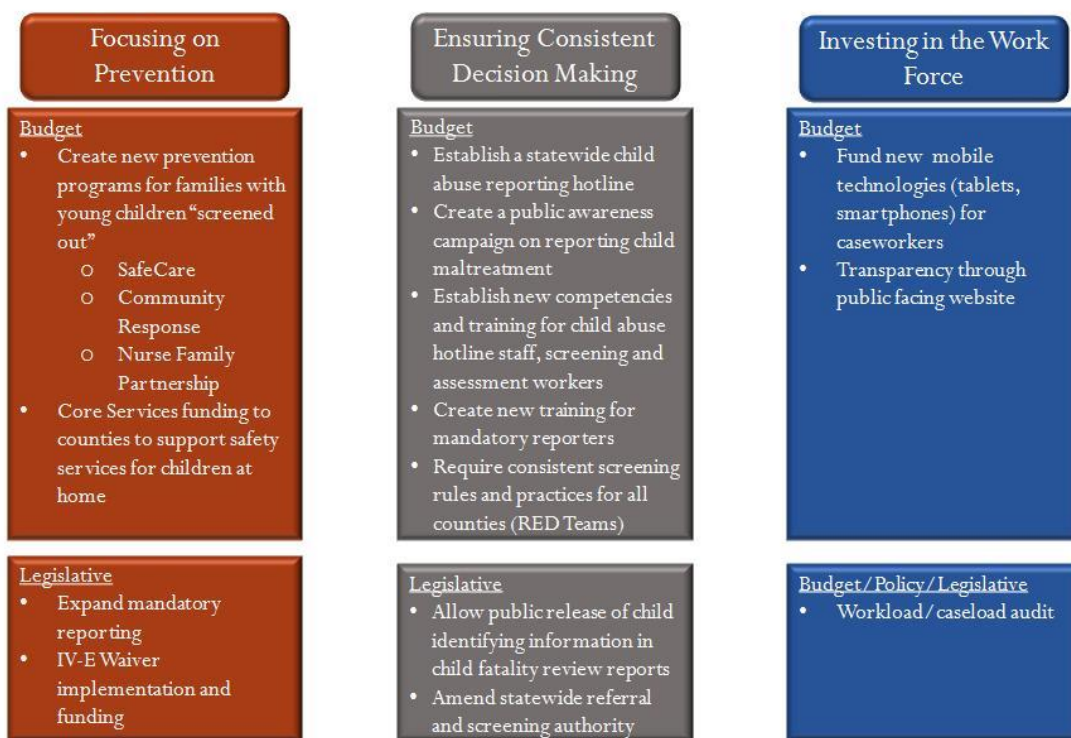 Focusing on
Prevention
Budget
• Create new prevention
programs for families with
young children “screened
out”
o SafeCare
o Community
Response
o Nurse Family
Partnership
• Core Services funding to
counties to support safety
services for children at
home
Legislative
• Expand mandatory
reporting
• IV-E Waiver
implementation and
funding
Ensuring Consistent
Decision Making
Budget
• Establish a statewide child
abuse reporting hotline
• Create a public awareness
campaign on reporting child
maltreatment
• Establish new competencies
and training for child abuse
hotline staff, screening and
assessment workers
• Create new training for
mandatory reporters
• Require consistent screening
rules and practices for all
counties (RED Teams)
Legislative
• Allow public release of child
identifying information in
child fatality review reports
• Amend statewide referral
and screening authority
Investing in the Work
Force
Budget
• Fund new mobile
technologies (tablets,
smartphones) for
caseworkers
• Transparency through
public facing website
Budget/Policy/Legislative
• Workload/caseload audit